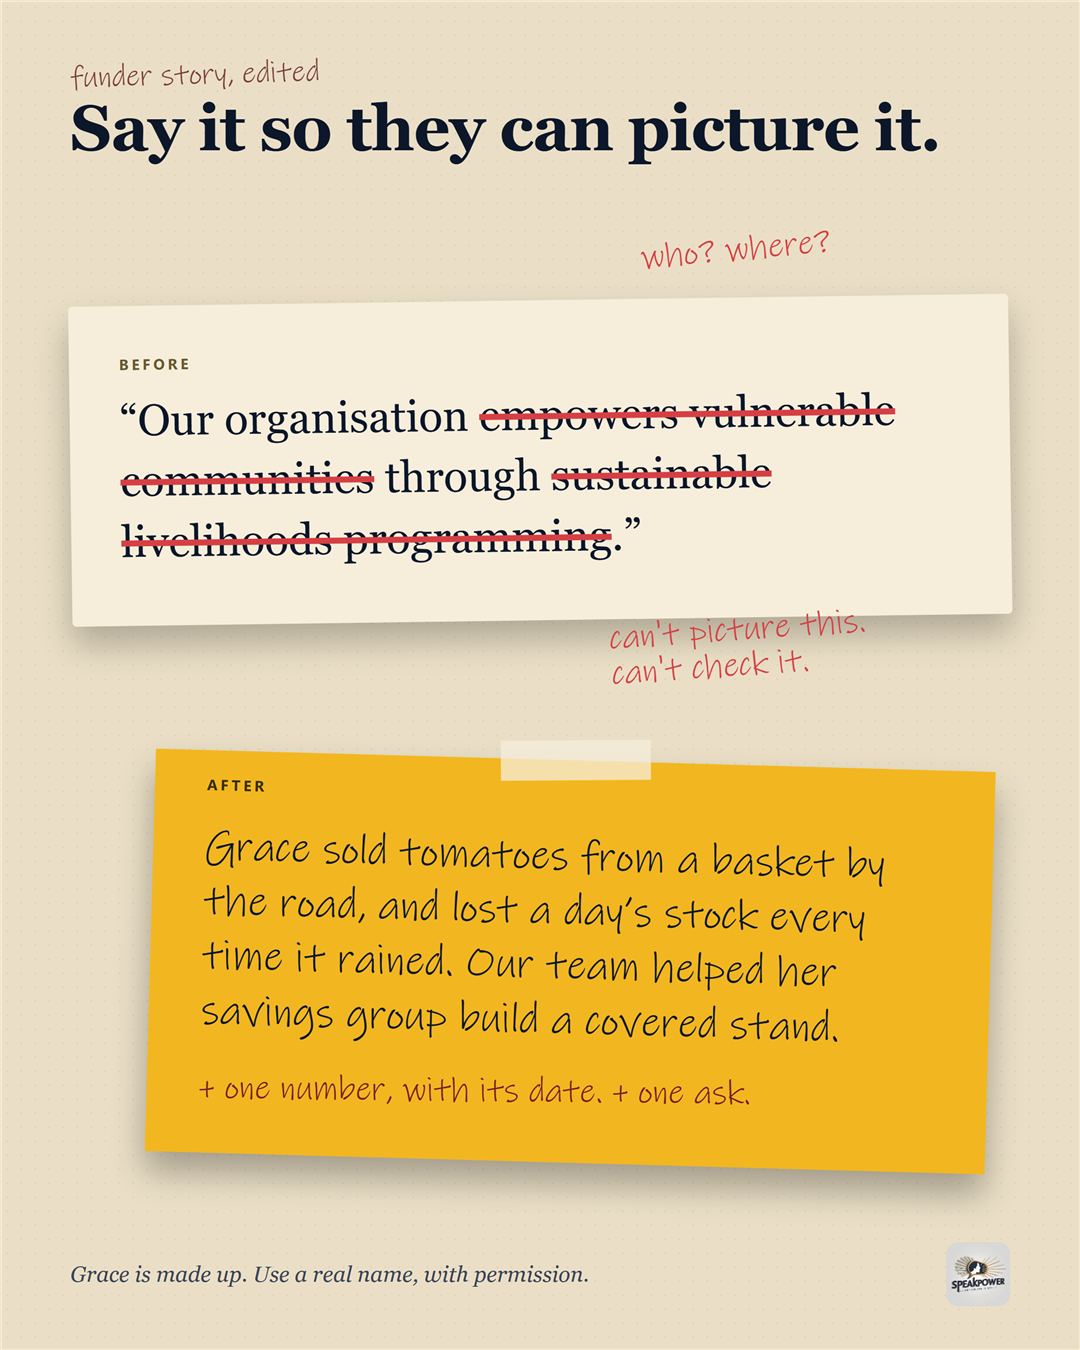 funder story, edited
Say it so they can picture it.
who? where?
BEFORE
“Our organisation empowers vulnerable
communities through sustainable
livelihoods programming.”
can't picture this.
can't check it.
AFTER
Grace sold tomatoes from a basket by
the road, and lost a day’s stock every
time it rained. Our team helped her
savings group build a covered stand.
+ one number, with its date. + one ask.
Grace is made up. Use a real name, with permission.
SPEAKPOWER